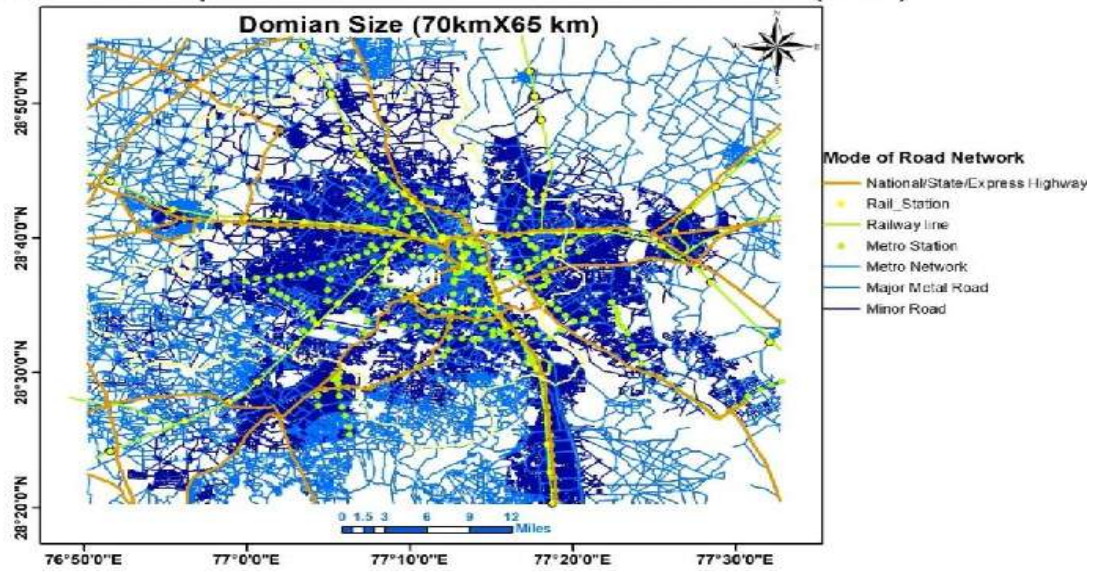 Domian Size (70kmX65 km)
N
28°50'0"N
28°40'0"N
28°30'0"N
28°20'0"N
Mode of Road Network
National/State/Express Highway
Rail_Station
Railway line
Metro Station
Metro Network
Major Metal Road
Minor Road
0 1.5 3 6 9 12
Miles
76°50'0"E 77°0'0"E 77°10'0"E 77°20'0"E 77°30'0"E